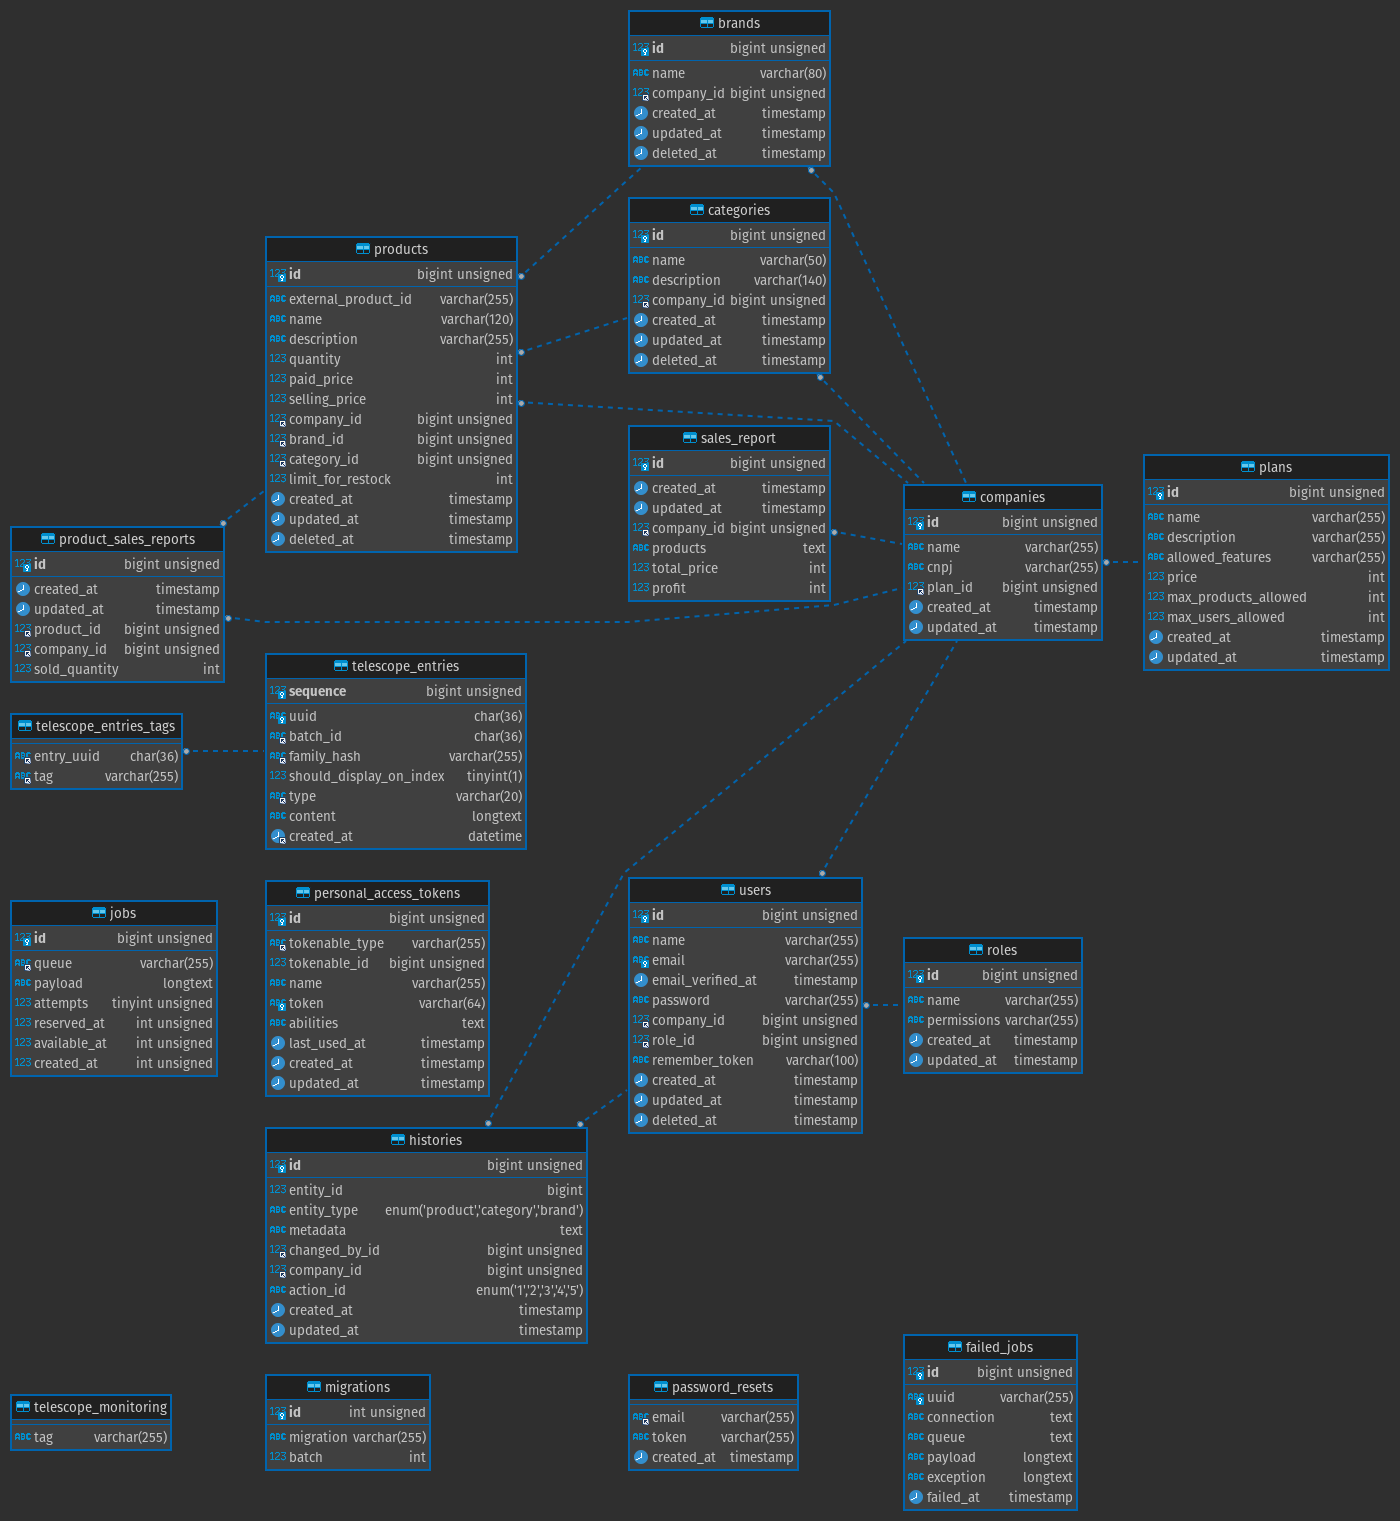 brands
id bigint unsigned
name varchar(80)
company_id bigint unsigned
created_at timestamp
updated_at timestamp
deleted_at timestamp
categories
id bigint unsigned
name varchar(50)
description varchar(140)
company_id bigint unsigned
created_at timestamp
updated_at timestamp
deleted_at timestamp
products
id bigint unsigned
external_product_id varchar(255)
name varchar(120)
description varchar(255)
quantity int
paid_price int
selling_price int
company_id bigint unsigned
brand_id bigint unsigned
category_id bigint unsigned
limit_for_restock int
created_at timestamp
updated_at timestamp
deleted_at timestamp
sales_report
id bigint unsigned
created_at timestamp
updated_at timestamp
company_id bigint unsigned
products text
total_price int
profit int
companies
id bigint unsigned
name varchar(255)
cnpj varchar(255)
plan_id bigint unsigned
created_at timestamp
updated_at timestamp
plans
id bigint unsigned
name varchar(255)
description varchar(255)
allowed_features varchar(255)
price int
max_products_allowed int
max_users_allowed int
created_at timestamp
updated_at timestamp
product_sales_reports
id bigint unsigned
created_at timestamp
updated_at timestamp
product_id bigint unsigned
company_id bigint unsigned
sold_quantity int
telescope_entries
sequence bigint unsigned
uuid char(36)
batch_id char(36)
family_hash varchar(255)
should_display_on_index tinyint(1)
type varchar(20)
content longtext
created_at datetime
telescope_entries_tags
entry_uuid char(36)
tag varchar(255)
jobs
id bigint unsigned
queue varchar(255)
payload longtext
attempts tinyint unsigned
reserved_at int unsigned
available_at int unsigned
created_at int unsigned
personal_access_tokens
id bigint unsigned
tokenable_type varchar(255)
tokenable_id bigint unsigned
name varchar(255)
token varchar(64)
abilities text
last_used_at timestamp
created_at timestamp
updated_at timestamp
users
id bigint unsigned
name varchar(255)
email varchar(255)
email_verified_at timestamp
password varchar(255)
company_id bigint unsigned
role_id bigint unsigned
remember_token varchar(100)
created_at timestamp
updated_at timestamp
deleted_at timestamp
roles
id bigint unsigned
name varchar(255)
permissions varchar(255)
created_at timestamp
updated_at timestamp
histories
id bigint unsigned
entity_id bigint
entity_type enum('product','category','brand')
metadata text
changed_by_id bigint unsigned
company_id bigint unsigned
action_id enum('1','2','3','4','5')
created_at timestamp
updated_at timestamp
telescope_monitoring
tag varchar(255)
migrations
id int unsigned
migration varchar(255)
batch int
password_resets
email varchar(255)
token varchar(255)
created_at timestamp
failed_jobs
id bigint unsigned
uuid varchar(255)
connection text
queue text
payload longtext
exception longtext
failed_at timestamp